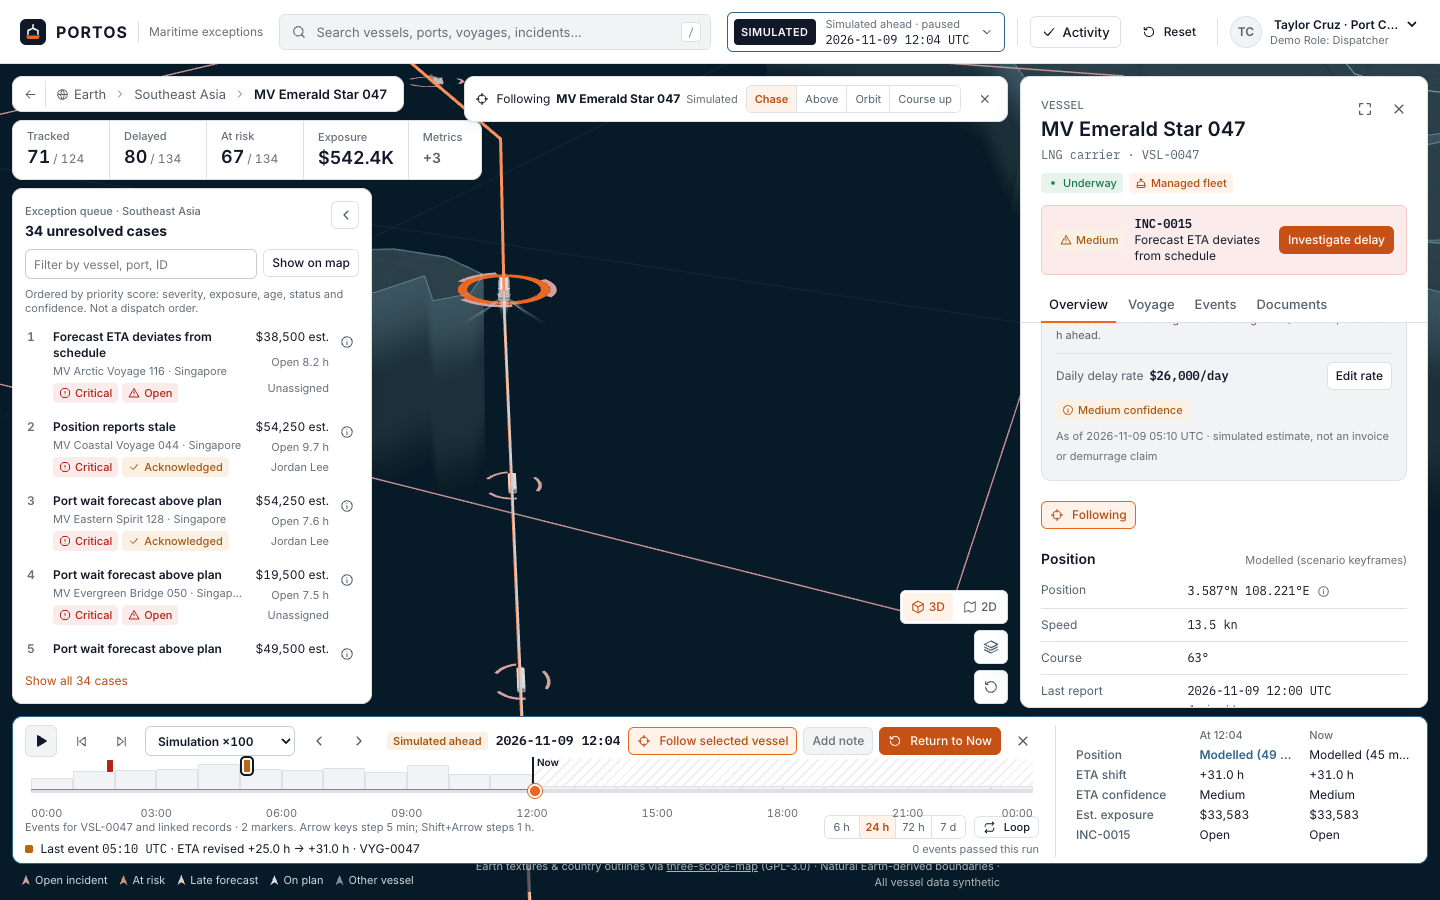 PORTOS
Maritime exceptions
Search vessels, ports, voyages, incidents...
/
SIMULATED
Simulated ahead · paused
2026-11-09 12:04 UTC
Activity
Reset
TC
Taylor Cruz · Port C...
Demo Role: Dispatcher
Earth
Southeast Asia
MV Emerald Star 047
Following MV Emerald Star 047 Simulated
Chase
Above
Orbit
Course up
Tracked
71 / 124
Delayed
80 / 134
At risk
67 / 134
Exposure
$542.4K
Metrics
+3
Exception queue · Southeast Asia
34 unresolved cases
Filter by vessel, port, ID
Show on map
Ordered by priority score: severity, exposure, age, status and
confidence. Not a dispatch order.
1
Forecast ETA deviates from
schedule
MV Arctic Voyage 116 · Singapore
Critical
Open
$38,500 est.
Open 8.2 h
Unassigned
2
Position reports stale
MV Coastal Voyage 044 · Singapore
Critical
Acknowledged
$54,250 est.
Open 9.7 h
Jordan Lee
3
Port wait forecast above plan
MV Eastern Spirit 128 · Singapore
Critical
Acknowledged
$54,250 est.
Open 7.6 h
Jordan Lee
4
Port wait forecast above plan
MV Evergreen Bridge 050 · Singap...
Critical
Open
$19,500 est.
Open 7.5 h
Unassigned
5
Port wait forecast above plan
$49,500 est.
Show all 34 cases
3D
2D
VESSEL
MV Emerald Star 047
LNG carrier · VSL-0047
Underway
Managed fleet
Medium
INC-0015
Forecast ETA deviates
from schedule
Investigate delay
Overview
Voyage
Events
Documents
h ahead.
Daily delay rate $26,000/day
Edit rate
Medium confidence
As of 2026-11-09 05:10 UTC · simulated estimate, not an invoice
or demurrage claim
Following
Position
Modelled (scenario keyframes)
Position
3.587°N 108.221°E
Speed
13.5 kn
Course
63°
Last report
2026-11-09 12:00 UTC
Simulation ×100
Simulated ahead
2026-11-09 12:04
Follow selected vessel
Add note
Return to Now
Now
00:00
03:00
06:00
09:00
12:00
15:00
18:00
21:00
00:00
Events for VSL-0047 and linked records · 2 markers. Arrow keys step 5 min; Shift+Arrow steps 1 h.
6 h
24 h
72 h
7 d
Loop
Last event 05:10 UTC · ETA revised +25.0 h → +31.0 h · VYG-0047
0 events passed this run
At 12:04
Now
Position
Modelled (49 ...
Modelled (45 m...
ETA shift
+31.0 h
+31.0 h
ETA confidence
Medium
Medium
Est. exposure
$33,583
$33,583
INC-0015
Open
Open
Open incident
At risk
Late forecast
On plan
Other vessel
Earth textures & country outlines via three-scope-map (GPL-3.0) · Natural Earth-derived boundaries ·
All vessel data synthetic